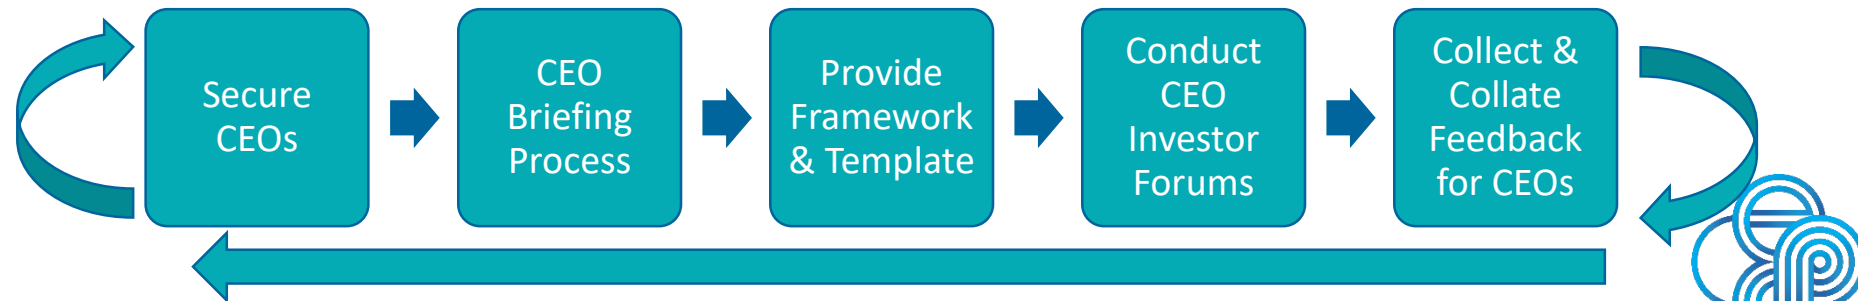 Secure
CEOs
CEO
Briefing
Process
Provide
Framework
& Template
Conduct
CEO
Investor
Forums
Collect &
Collate
Feedback
for CEOs